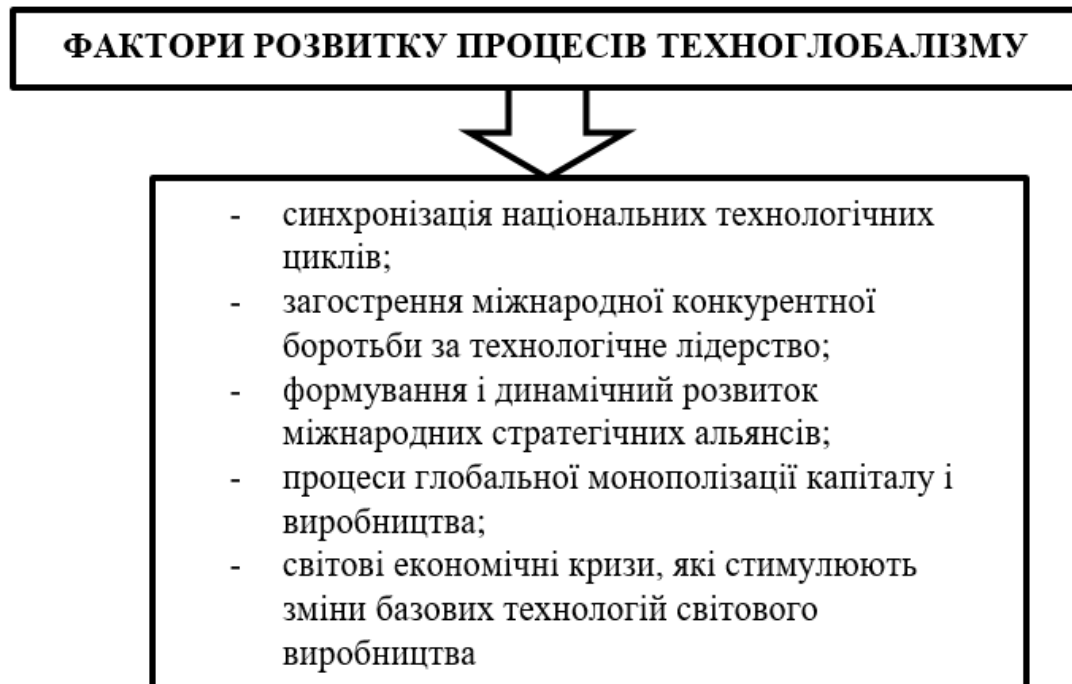 ФАКТОРИ РОЗВИТКУ ПРОЦЕСІВ ТЕХНОГЛОБАЛІЗМУ
- синхронізація національних технологічних
циклів;
- загострення міжнародної конкурентної
боротьби за технологічне лідерство;
- формування і динамічний розвиток
міжнародних стратегічних альянсів;
- процеси глобальної монополізації капіталу і
виробництва;
- світові економічні кризи, які стимулюють
зміни базових технологій світового
виробництва